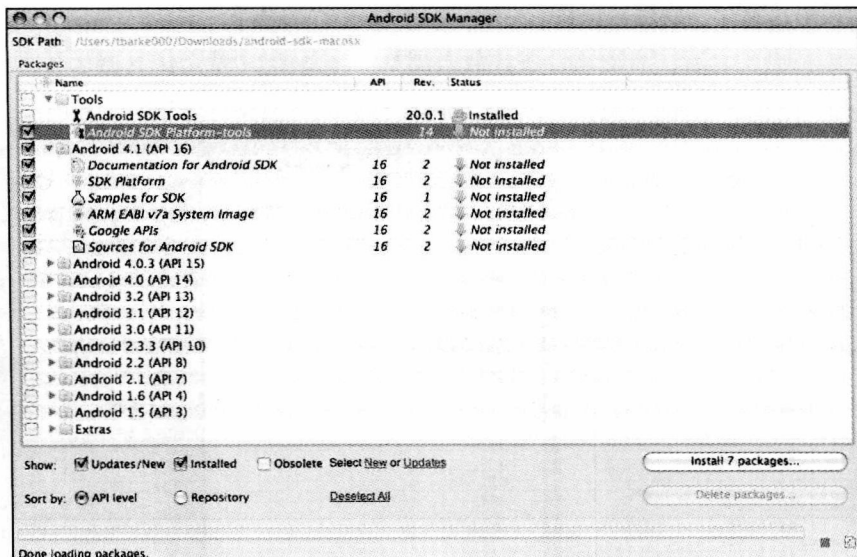 Android SDK Manager
SDK Path: /Users/tbarke000/Downloads/android-sdk-macosx
Packages
Name API Rev. Status
Tools
Android SDK Tools 20.0.1 Installed
Android SDK Platform-tools 14 Not installed
Android 4.1 (API 16)
Documentation for Android SDK 16 2 Not installed
SDK Platform 16 2 Not installed
Samples for SDK 16 1 Not installed
ARM EABI v7a System Image 16 2 Not installed
Google APIs 16 2 Not installed
Sources for Android SDK 16 2 Not installed
Android 4.0.3 (API 15)
Android 4.0 (API 14)
Android 3.2 (API 13)
Android 3.1 (API 12)
Android 3.0 (API 11)
Android 2.3.3 (API 10)
Android 2.2 (API 8)
Android 2.1 (API 7)
Android 1.6 (API 4)
Android 1.5 (API 3)
Extras
Show: Updates/New Installed Obsolete Select New or Updates Install 7 packages...
Sort by: API level Repository Deselect All Delete packages...
Done loading packages.